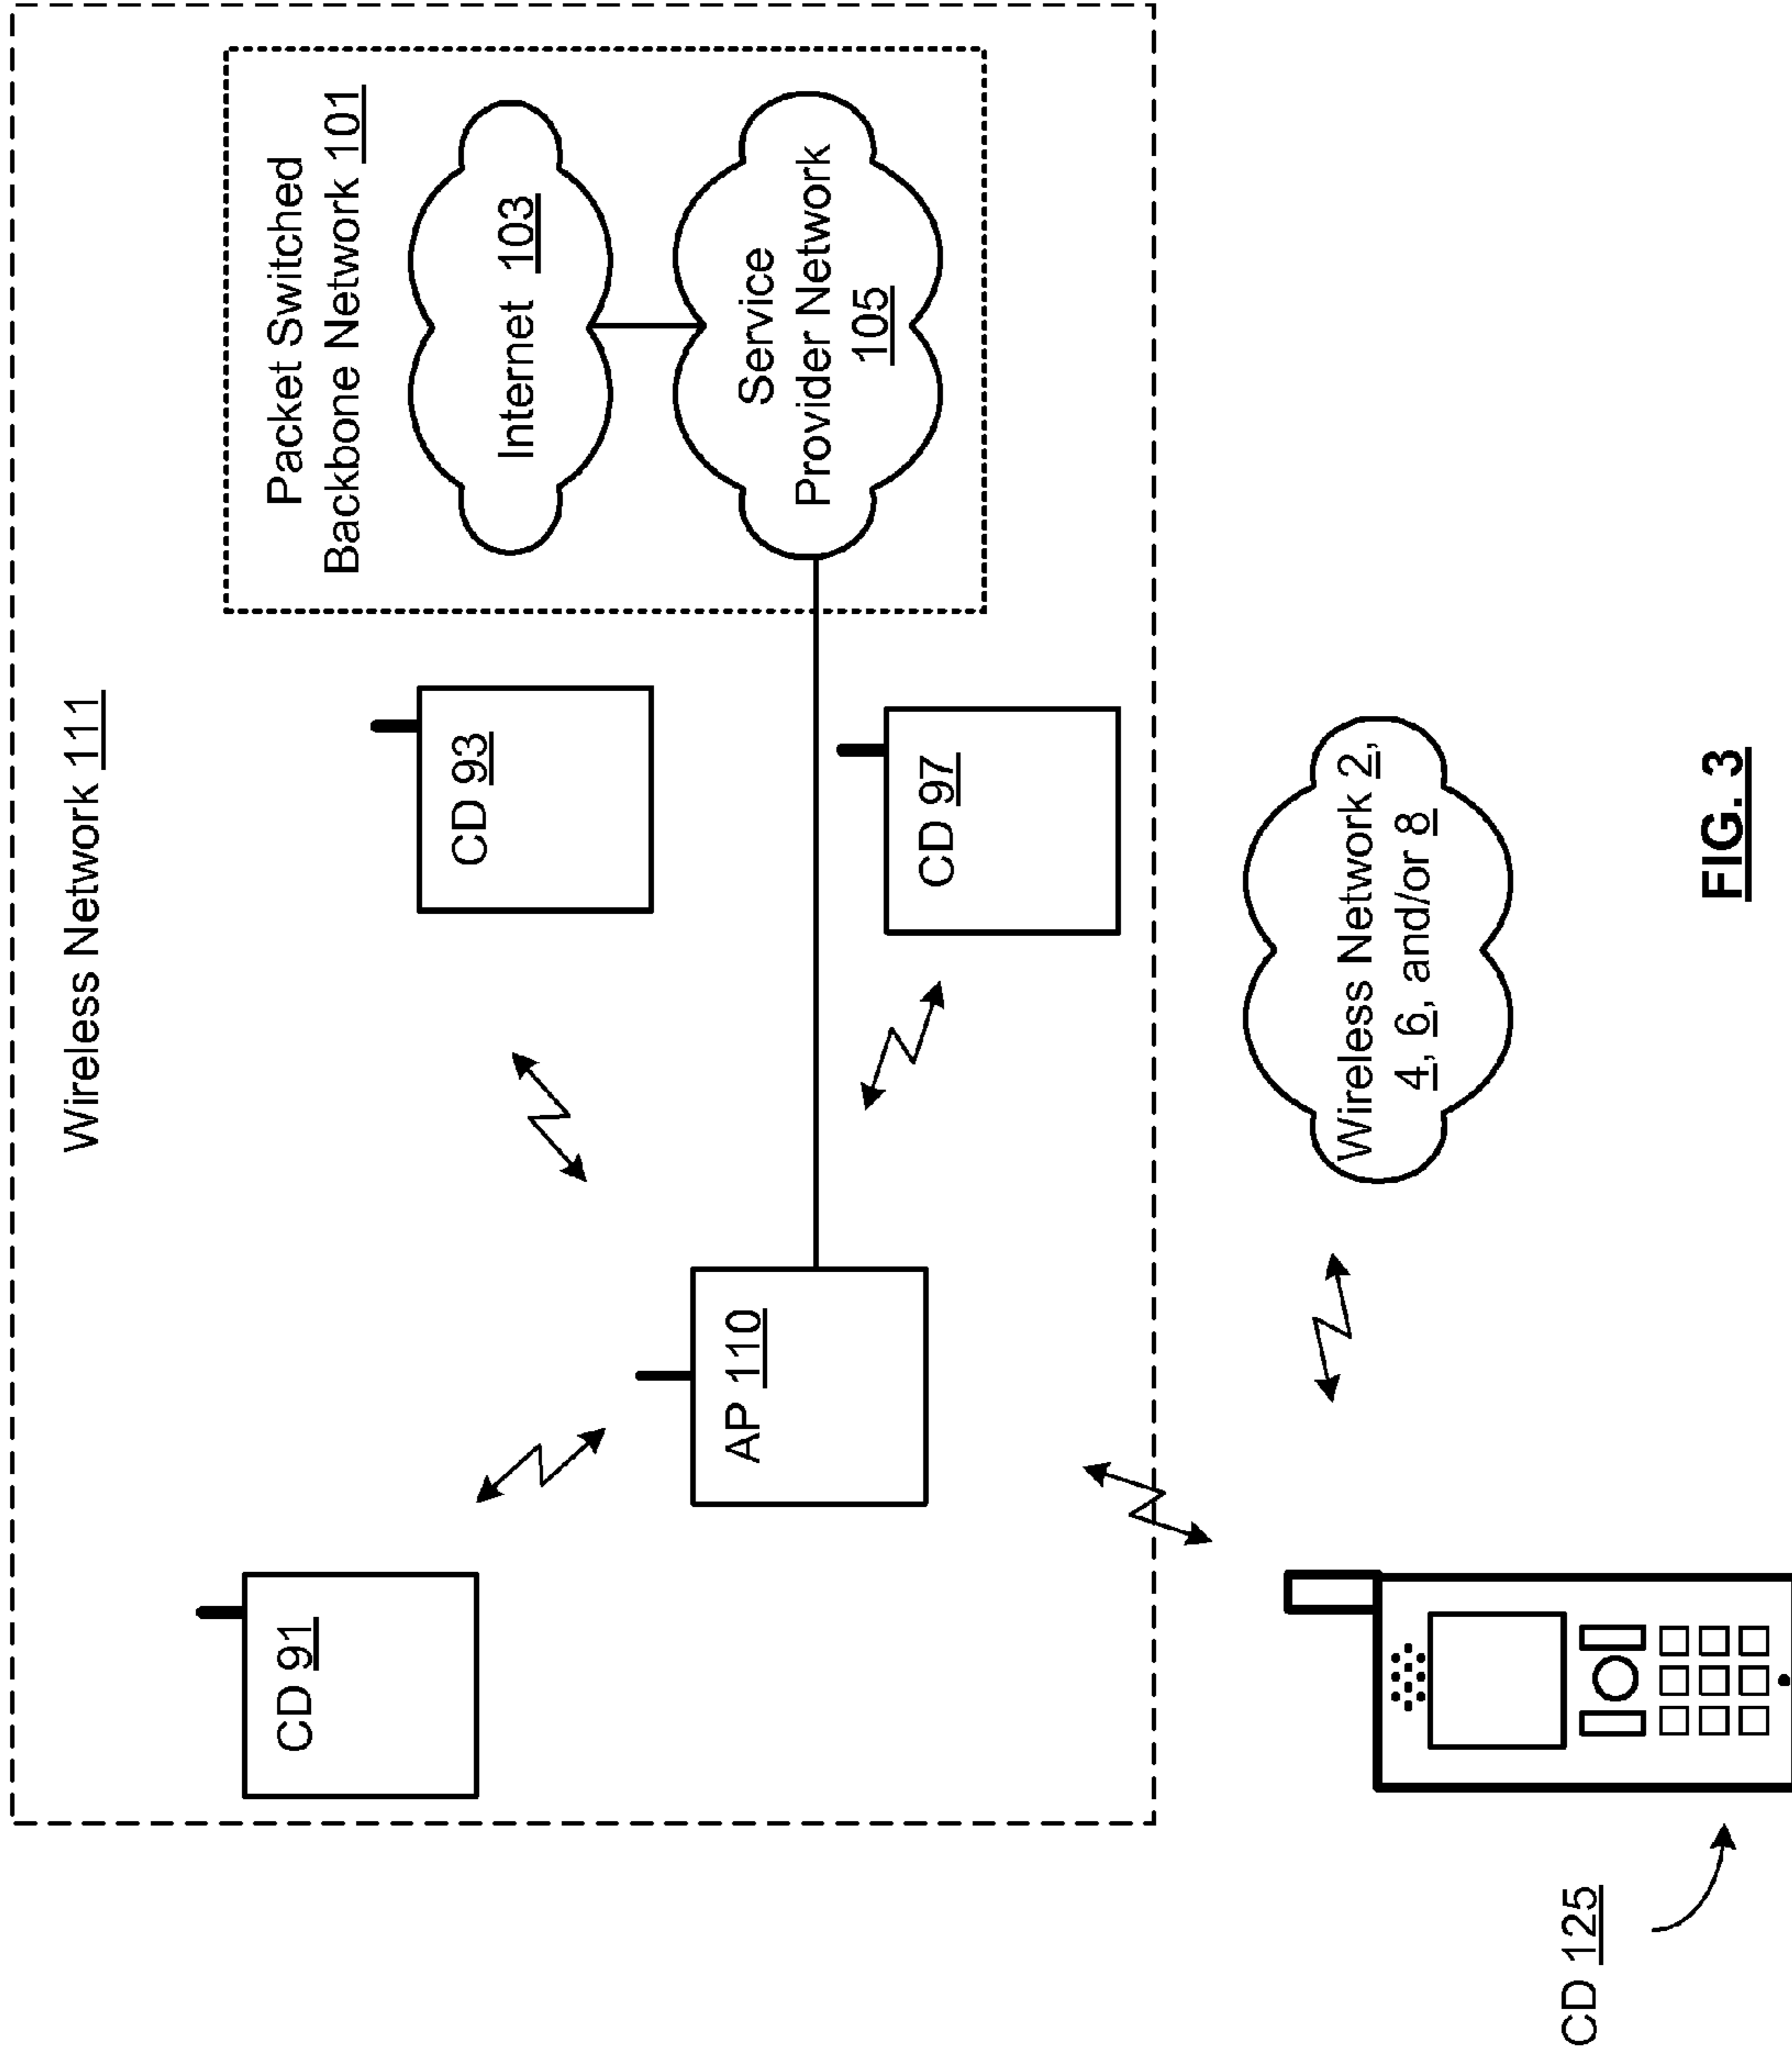 Wireless Network 111
Packet Switched
Backbone Network 101
Internet 103
Service
Provider Network
105
CD 91
CD 93
AP 110
CD 97
Wireless Network 2,
4, 6, and/or 8
CD 125
FIG. 3